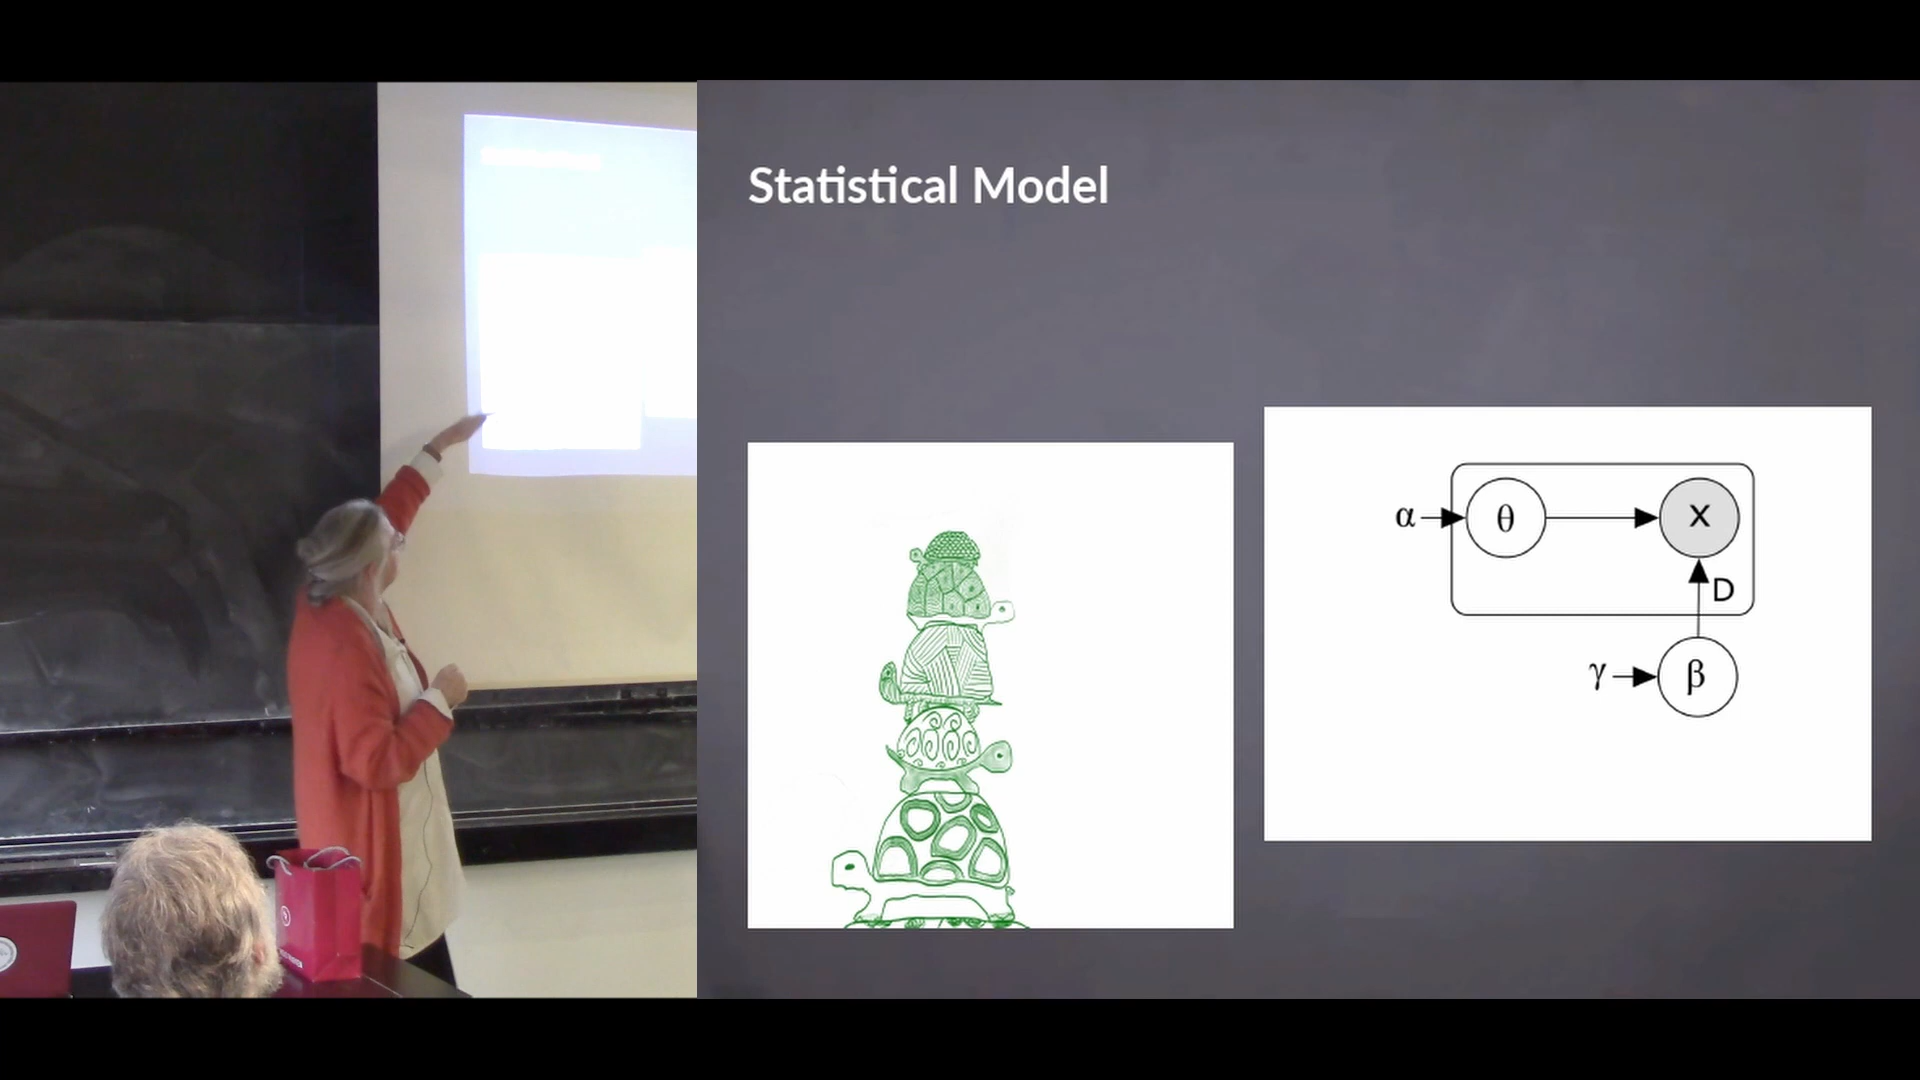 Statistical Model
α
θ
x
D
γ
β